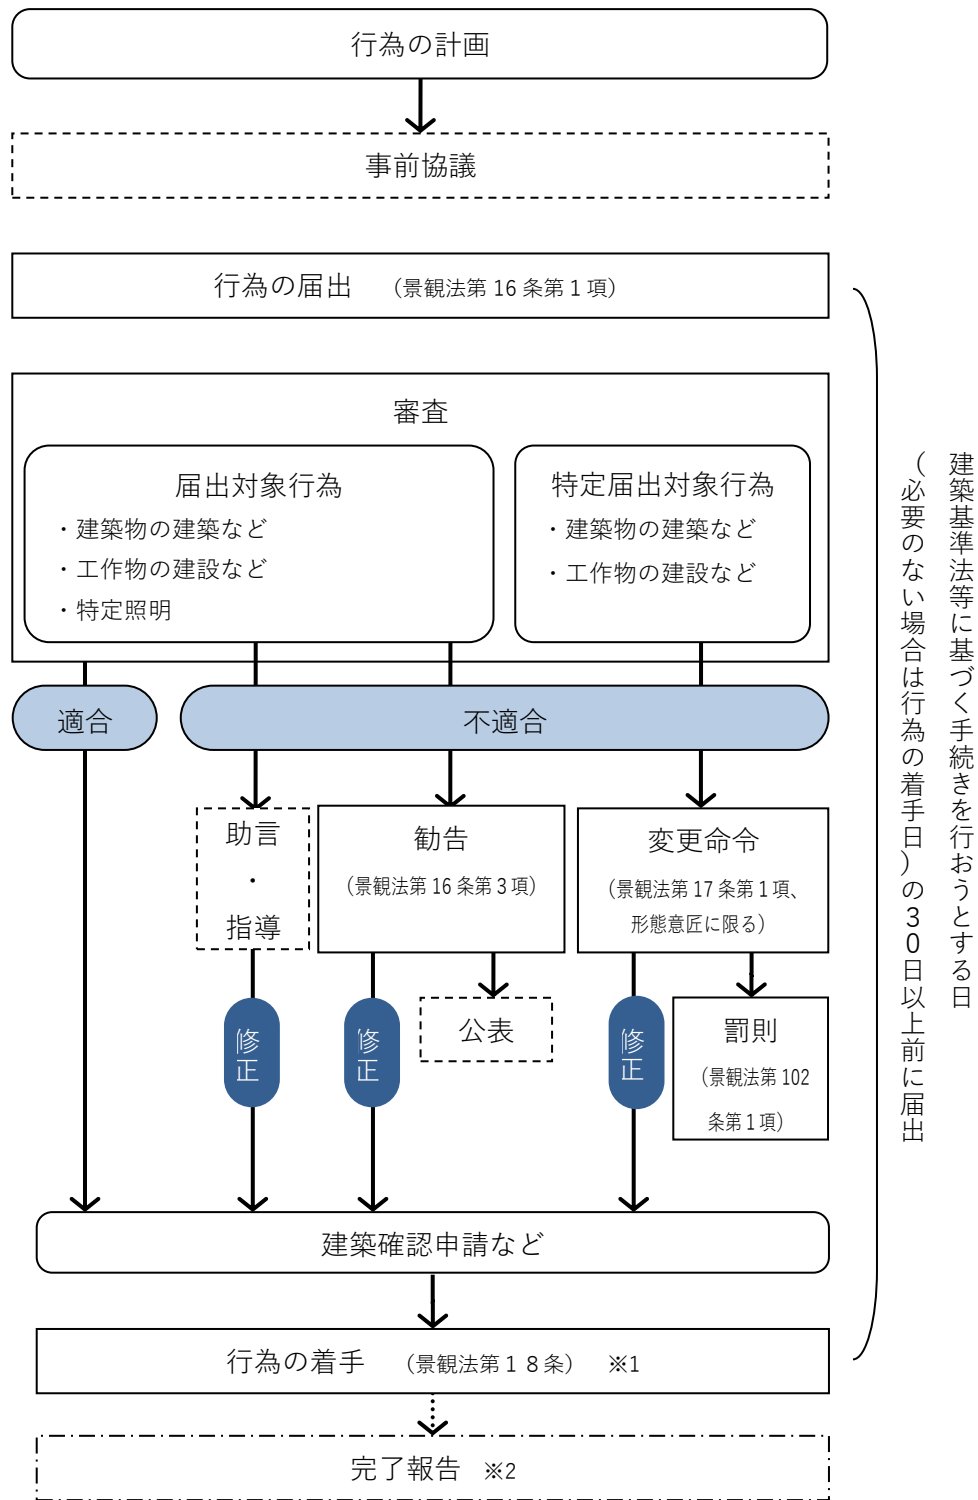 行為の計画
事前協議
行為の届出 （景観法第16条第１項）
審査
届出対象行為
・建築物の建築など
・工作物の建設など
・特定照明
特定届出対象行為
・建築物の建築など
・工作物の建設など
適合
不適合
助言
・
指導
勧告
（景観法第16条第３項）
変更命令
（景観法第17条第１項、
形態意匠に限る）
修正
修正
公表
修正
罰則
（景観法第102
条第１項）
建築確認申請など
行為の着手 （景観法第１８条） ※1
完了報告 ※2
建築基準法等に基づく手続きを行おうとする日
（必要のない場合は行為の着手日）の３０日以上前に届出